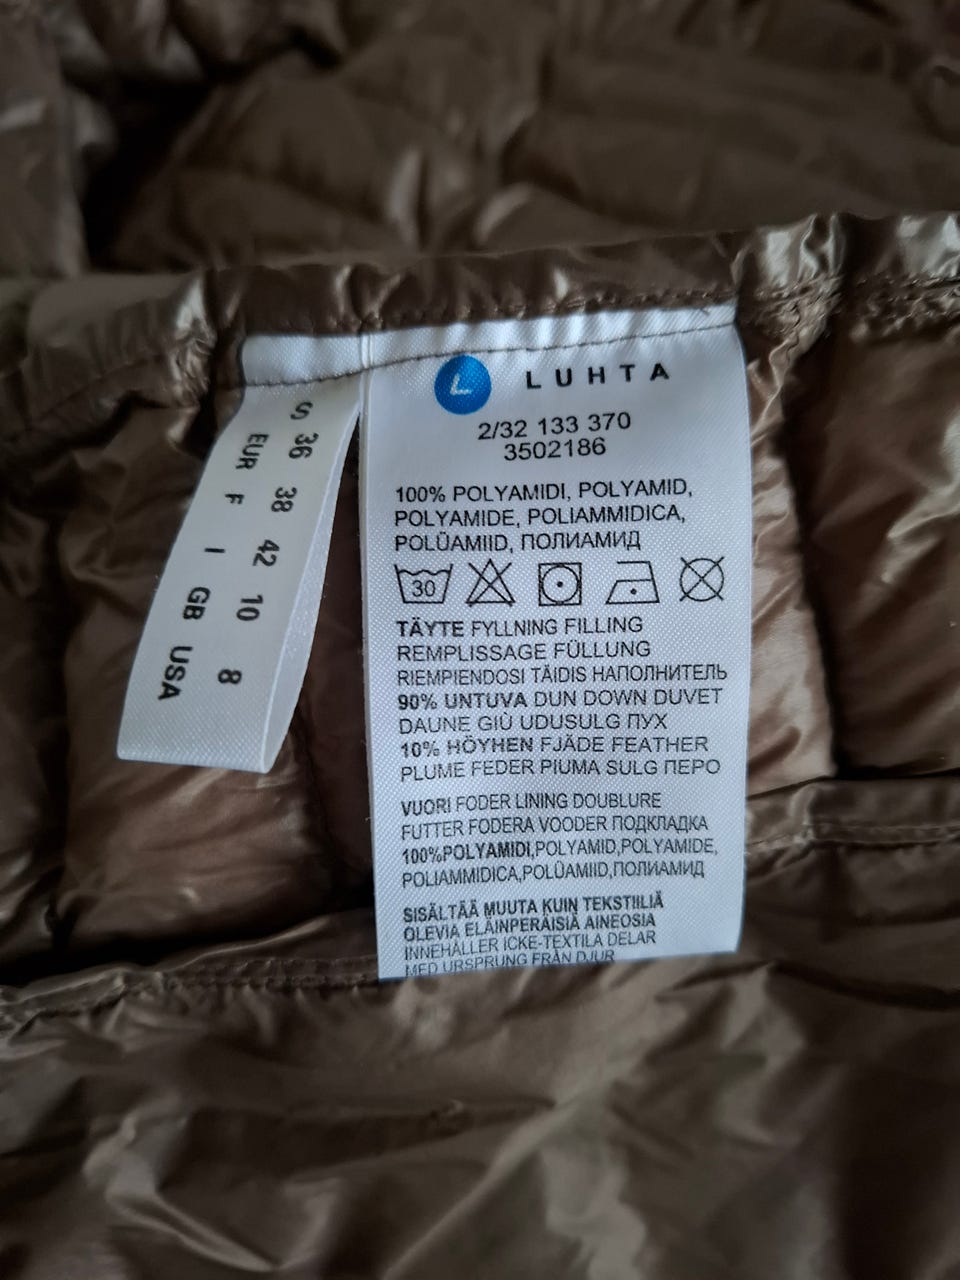 S
36 EUR
38 F
42 I
10 GB
8 USA
L LUHTA
2/32 133 370
3502186
100% POLYAMIDI, POLYAMID,
POLYAMIDE, POLIAMMIDICA,
POLÜAMIID, ПОЛИАМИД
30
TÄYTE FYLLNING FILLING
REMPLISSAGE FÜLLUNG
RIEMPIENDOSI TÄIDIS НАПОЛНИТЕЛЬ
90% UNTUVA DUN DOWN DUVET
DAUNE GIÙ UDUSULG ПУХ
10% HÖYHEN FJÄDE FEATHER
PLUME FEDER PIUMA SULG ПЕРО
VUORI FODER LINING DOUBLURE
FUTTER FODERA VOODER ПОДКЛАДКА
100%POLYAMIDI,POLYAMID,POLYAMIDE,
POLIAMMIDICA,POLÜAMIID,ПОЛИАМИД
SISÄLTÄÄ MUUTA KUIN TEKSTIILIÄ
OLEVIA ELÄINPERÄISIÄ AINEOSIA
INNEHÅLLER ICKE-TEXTILA DELAR
MED URSPRUNG FRÅN DJUR